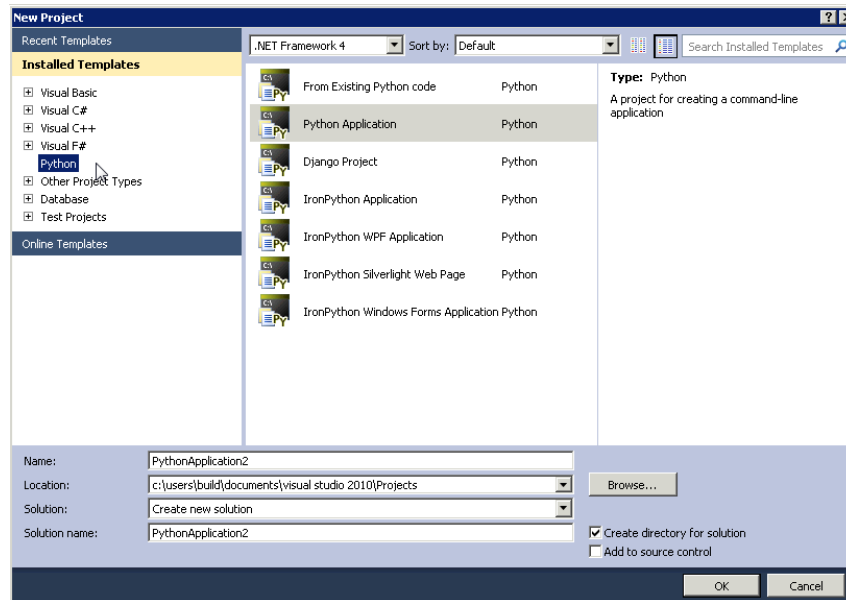 New Project
Recent Templates
Installed Templates
Visual Basic
Visual C#
Visual C++
Visual F#
Python
Other Project Types
Database
Test Projects
Online Templates
.NET Framework 4 Sort by: Default Search Installed Templates
From Existing Python code Python
Python Application Python
Django Project Python
IronPython Application Python
IronPython WPF Application Python
IronPython Silverlight Web Page Python
IronPython Windows Forms Application Python
Type: Python
A project for creating a command-line
application
Name: PythonApplication2
Location: c:\users\build\documents\visual studio 2010\Projects Browse...
Solution: Create new solution
Solution name: PythonApplication2 Create directory for solution
Add to source control
OK Cancel